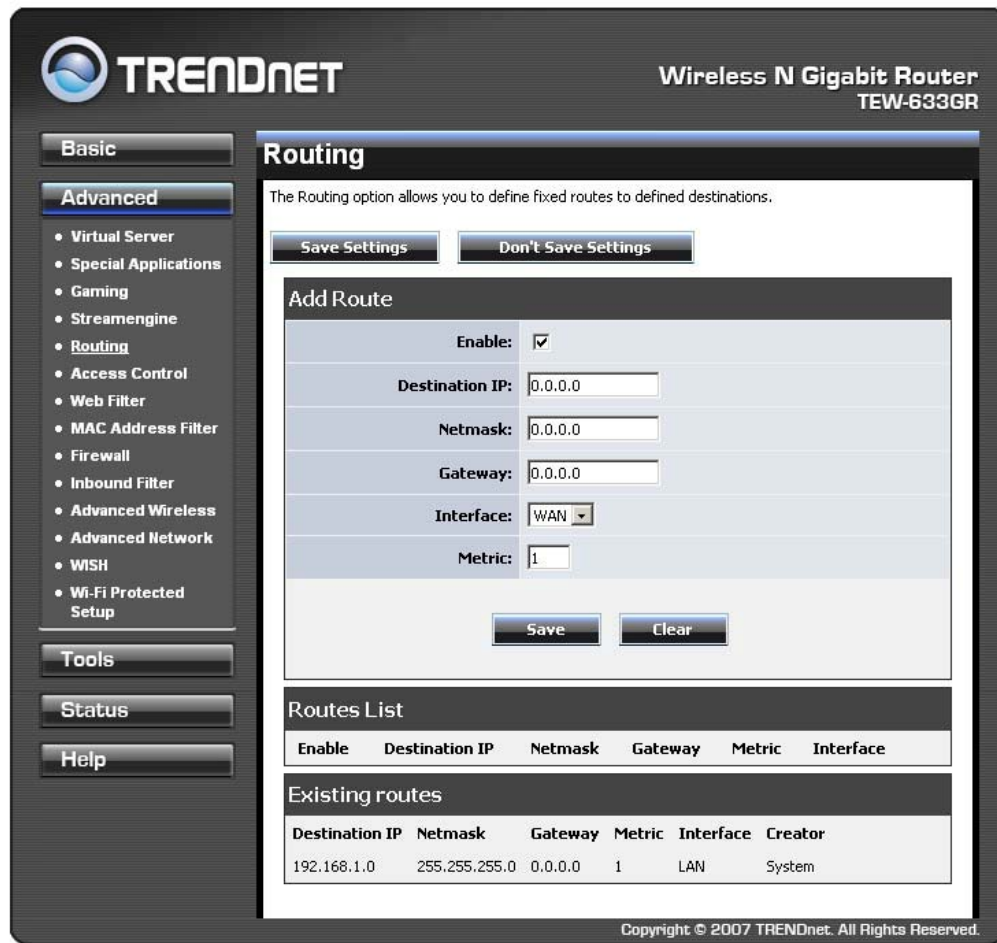 TRENDNET
Wireless N Gigabit Router
TEW-633GR
Basic
Advanced
• Virtual Server
• Special Applications
• Gaming
• Streamengine
• Routing
• Access Control
• Web Filter
• MAC Address Filter
• Firewall
• Inbound Filter
• Advanced Wireless
• Advanced Network
• WISH
• Wi-Fi Protected
Setup
Tools
Status
Help
Routing
The Routing option allows you to define fixed routes to defined destinations.
Save Settings Don't Save Settings
Add Route
Enable:
Destination IP: 0.0.0.0
Netmask: 0.0.0.0
Gateway: 0.0.0.0
Interface: WAN
Metric: 1
Save Clear
Routes List
Enable Destination IP Netmask Gateway Metric Interface
Existing routes
Destination IP Netmask Gateway Metric Interface Creator
192.168.1.0 255.255.255.0 0.0.0.0 1 LAN System
Copyright © 2007 TRENDnet. All Rights Reserved.